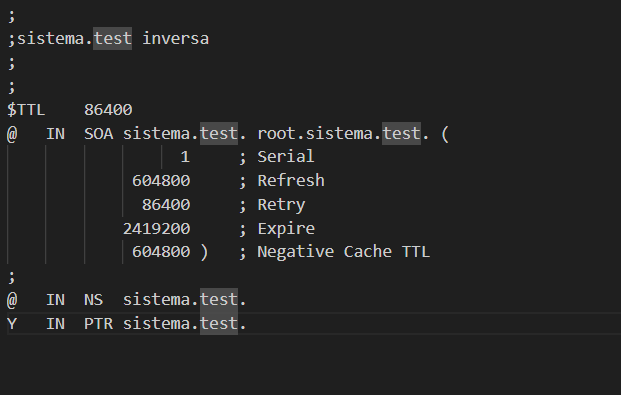 ;
;sistema.test inversa
;
;
$TTL    86400
@   IN  SOA sistema.test. root.sistema.test. (
                  1     ; Serial
             604800     ; Refresh
              86400     ; Retry
            2419200     ; Expire
             604800 )   ; Negative Cache TTL
;
@   IN  NS  sistema.test.
Y   IN  PTR sistema.test.